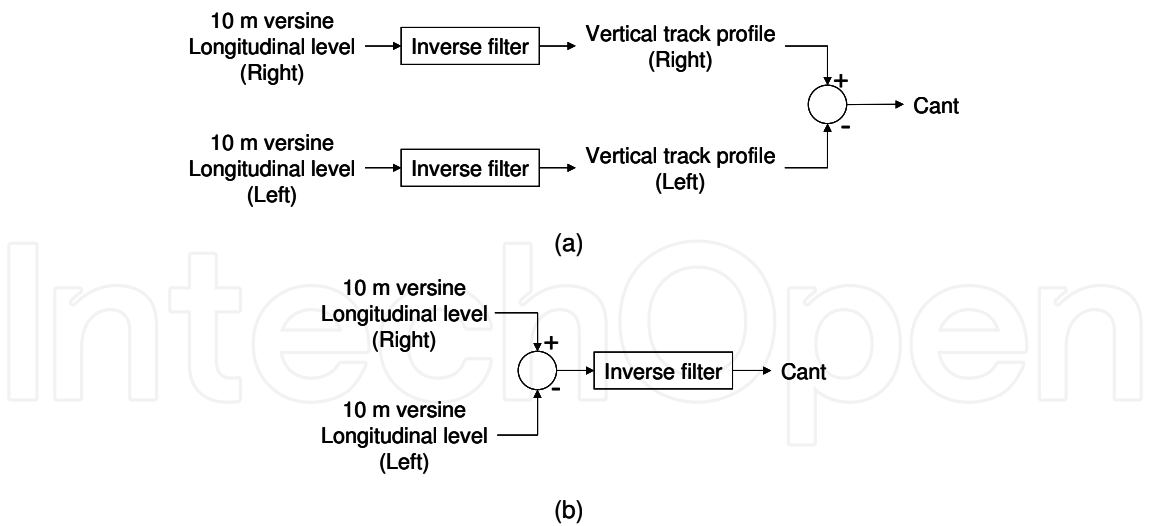 10 m versine
Longitudinal level
(Right)
Inverse filter
Vertical track profile
(Right)
+
-
Cant
10 m versine
Longitudinal level
(Left)
Inverse filter
Vertical track profile
(Left)
(a)
IntechOpen
10 m versine
Longitudinal level
(Right)
+
-
Inverse filter
Cant
10 m versine
Longitudinal level
(Left)
(b)